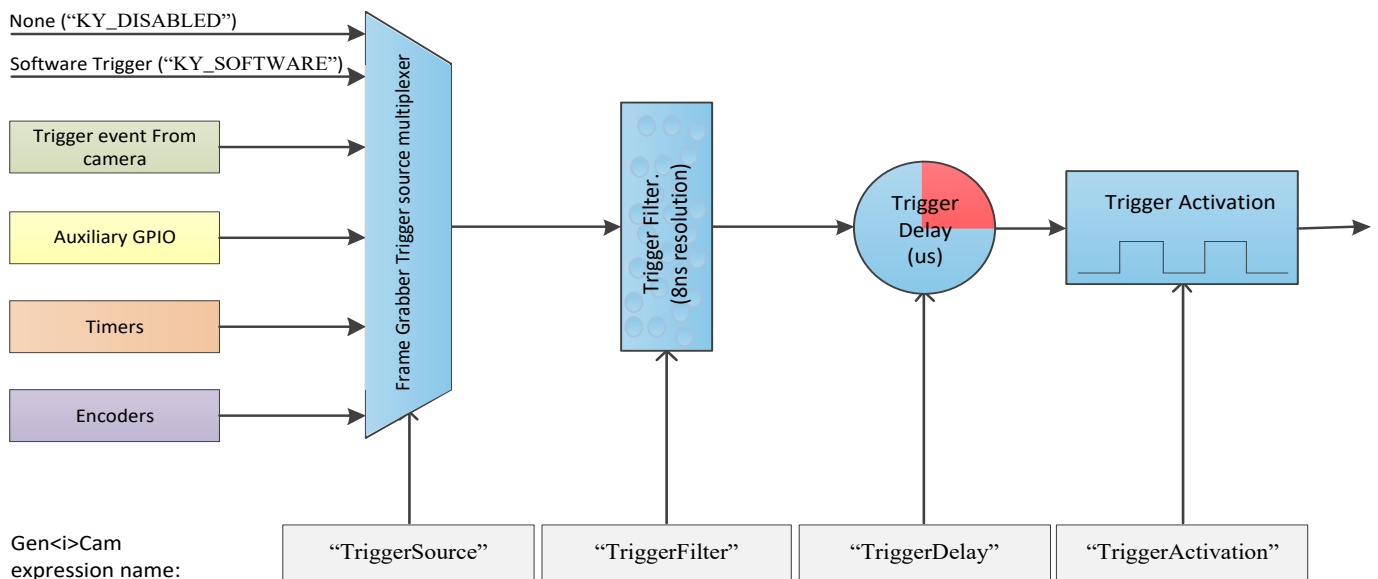 None (“KY_DISABLED”)
Software Trigger (“KY_SOFTWARE”)
Trigger event From
camera
Auxiliary GPIO
Timers
Encoders
Frame Grabber Trigger source multiplexer
Trigger Filter.
(8ns resolution)
Trigger
Delay
(us)
Trigger Activation
Gen<i>Cam
expression name:
“TriggerSource”
“TriggerFilter”
“TriggerDelay”
“TriggerActivation”